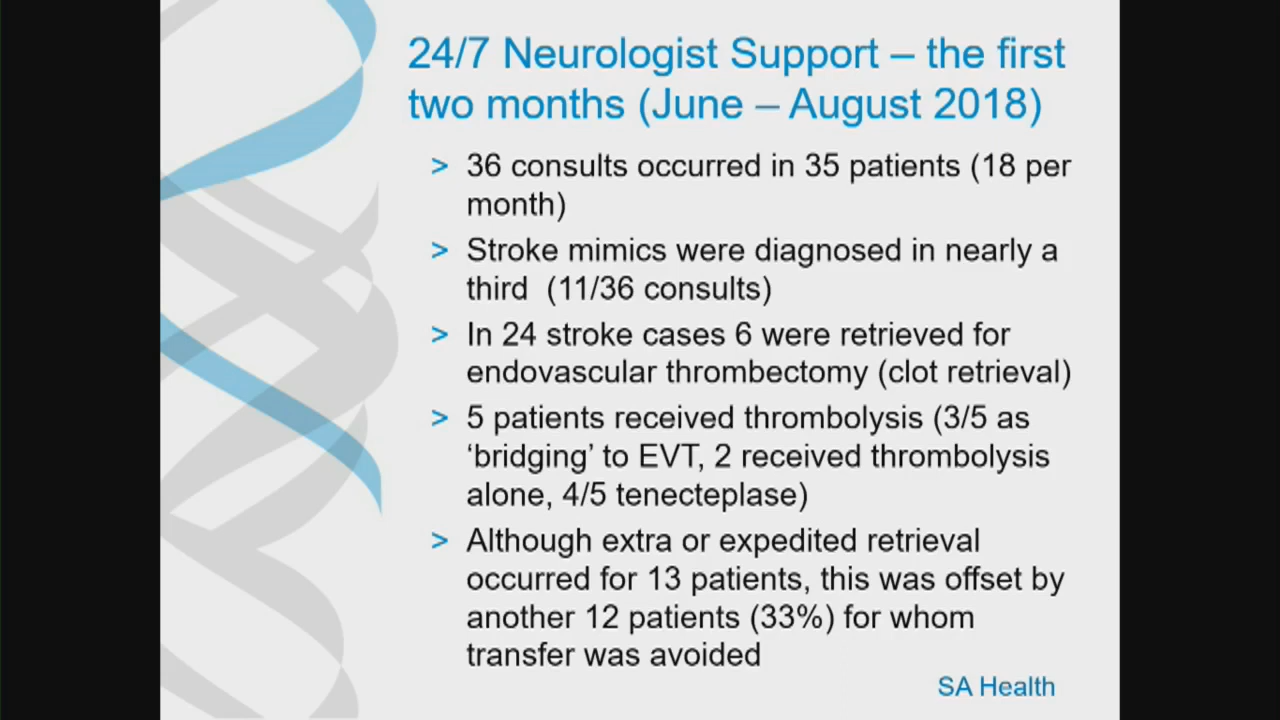 24/7 Neurologist Support – the first
two months (June – August 2018)
> 36 consults occurred in 35 patients (18 per
month)
> Stroke mimics were diagnosed in nearly a
third (11/36 consults)
> In 24 stroke cases 6 were retrieved for
endovascular thrombectomy (clot retrieval)
> 5 patients received thrombolysis (3/5 as
‘bridging’ to EVT, 2 received thrombolysis
alone, 4/5 tenecteplase)
> Although extra or expedited retrieval
occurred for 13 patients, this was offset by
another 12 patients (33%) for whom
transfer was avoided
SA Health